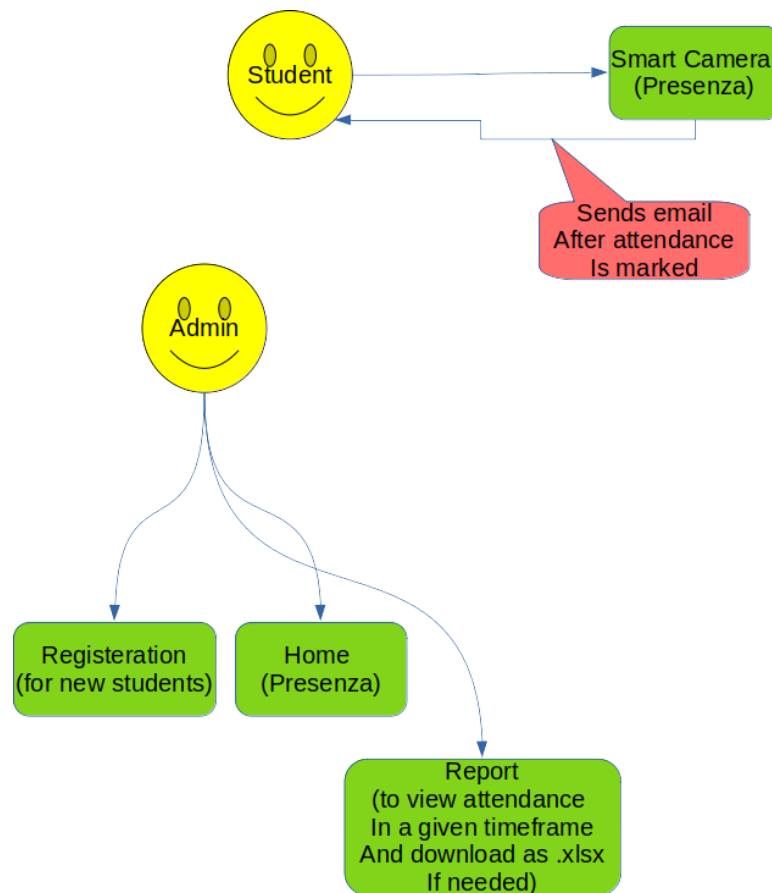 Student
Smart Camera
(Presenza)
Sends email
After attendance
Is marked
Admin
Registeration
(for new students)
Home
(Presenza)
Report
(to view attendance
In a given timeframe
And download as .xlsx
If needed)